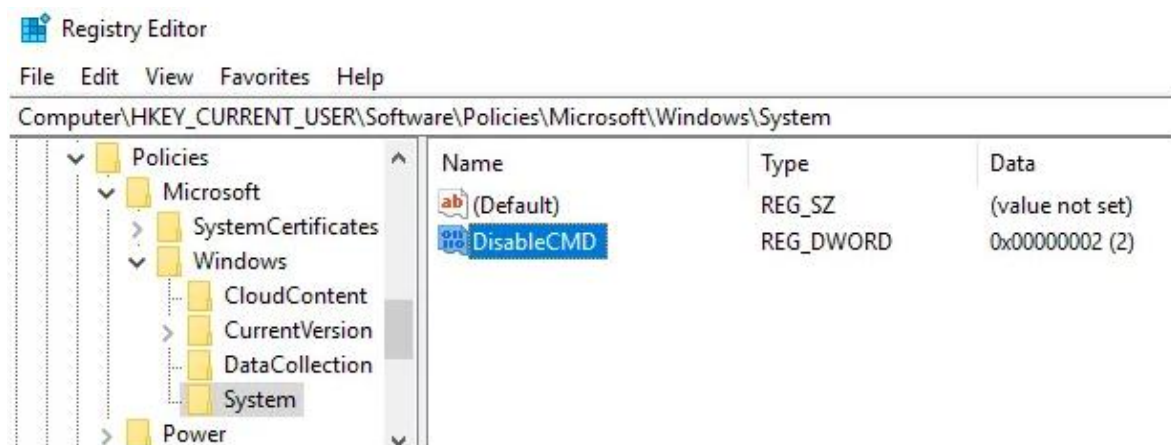 Registry Editor
File Edit View Favorites Help
Computer\HKEY_CURRENT_USER\Software\Policies\Microsoft\Windows\System
Policies
Microsoft
SystemCertificates
Windows
CloudContent
CurrentVersion
DataCollection
System
Power
Name Type Data
ab (Default) REG_SZ (value not set)
DisableCMD REG_DWORD 0x00000002 (2)